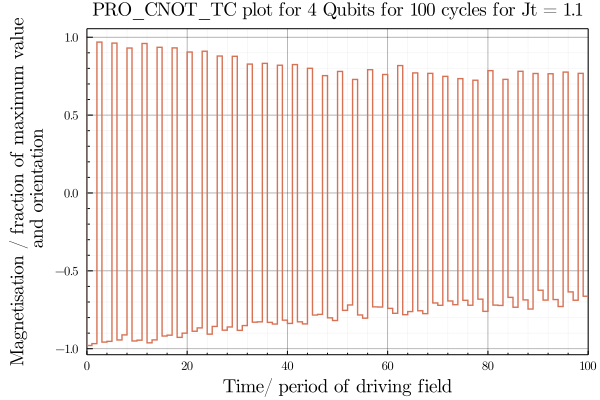 PRO_CNOT_TC plot for 4 Qubits for 100 cycles for Jt = 1.1
Magnetisation / fraction of maximum value
and orientation
1.0
0.5
0.0
−0.5
−1.0
0
20
40
60
80
100
Time/ period of driving field